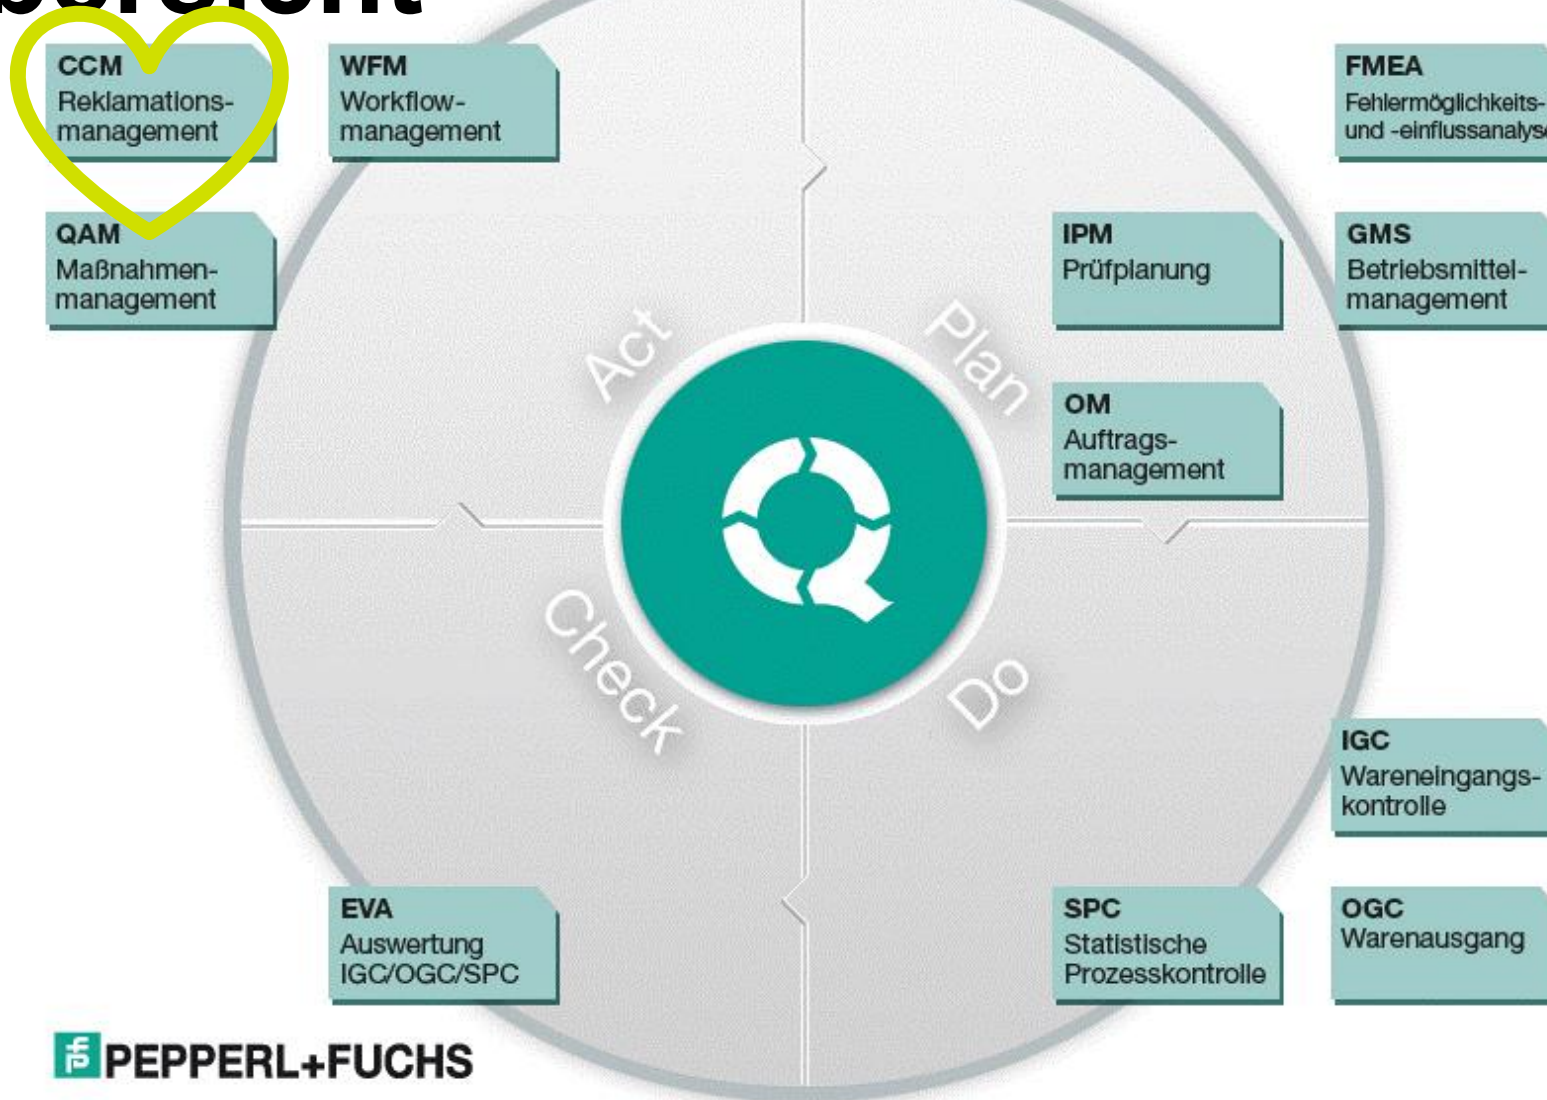 CCM
Reklamations-
management
WFM
Workflow-
management
FMEA
Fehlermöglichkeits-
und -einflussanalyse
QAM
Maßnahmen-
management
IPM
Prüfplanung
GMS
Betriebsmittel-
management
Act
Plan
OM
Auftrags-
management
Check
Do
IGC
Wareneingangs-
kontrolle
EVA
Auswertung
IGC/OGC/SPC
SPC
Statistische
Prozesskontrolle
OGC
Warenausgang
PEPPERL+FUCHS